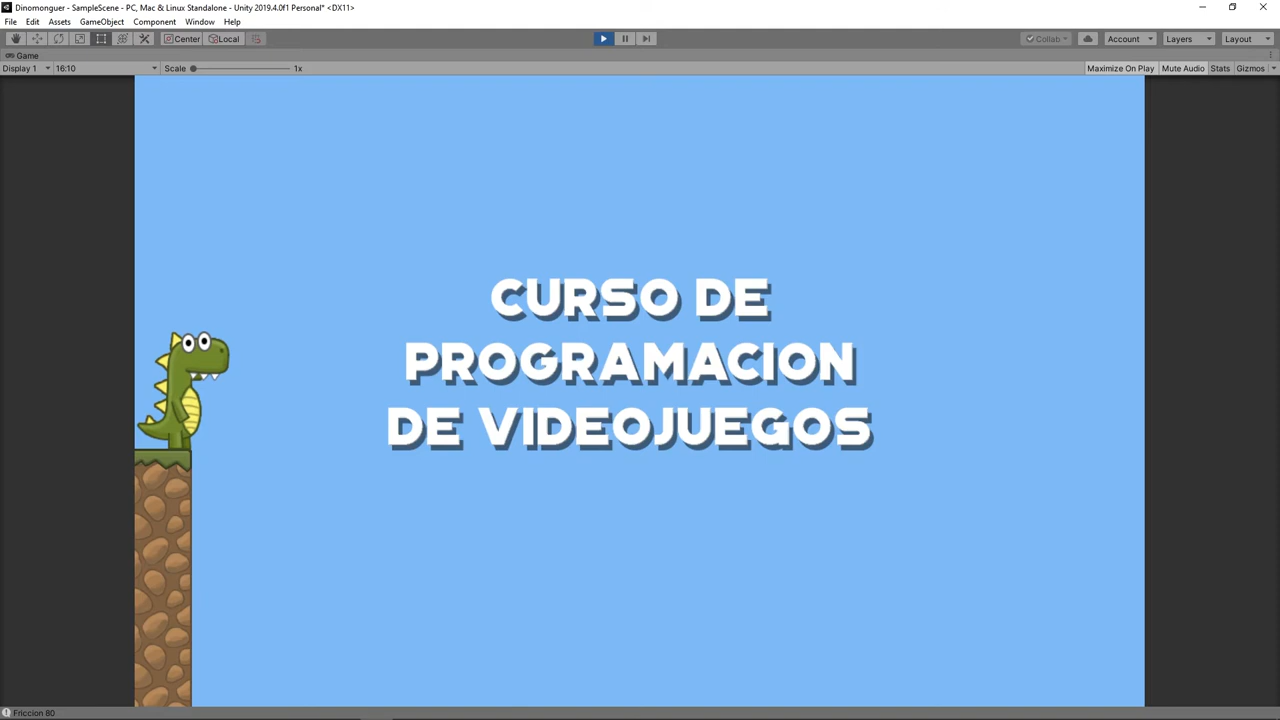 Dinomonguer - SampleScene - PC, Mac & Linux Standalone - Unity 2019.4.0f1 Personal* <DX11>
File Edit Assets GameObject Component Window Help
Center Local Collab Account Layers Layout
Game
Display 1 16:10 Scale 1x Maximize On Play Mute Audio Stats Gizmos
CURSO DE
PROGRAMACION
DE VIDEOJUEGOS
Friccion 80